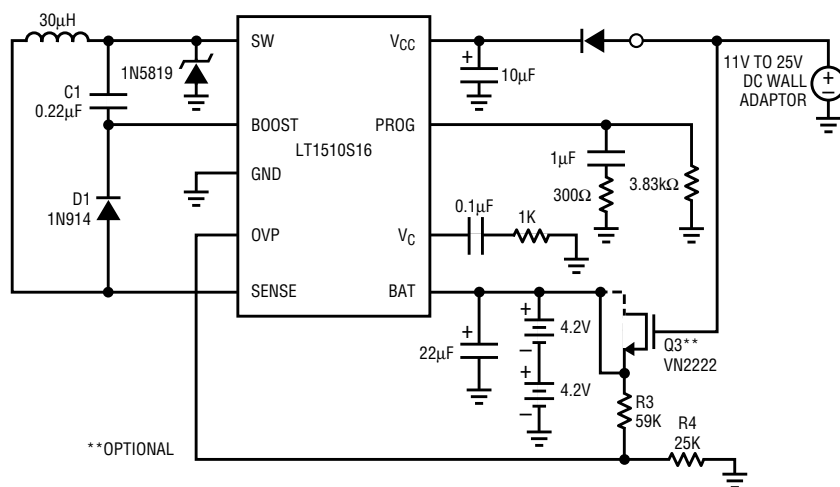 30µH
C1
0.22µF
D1
1N914
1N5819
SW
BOOST
GND
OVP
SENSE
LT1510S16
VCC
PROG
VC
BAT
+
10µF
11V TO 25V
DC WALL
ADAPTOR
+
–
1µF
300Ω
3.83kΩ
0.1µF
1K
+
22µF
+
–
4.2V
+
–
4.2V
Q3**
VN2222
R3
59K
R4
25K
**OPTIONAL